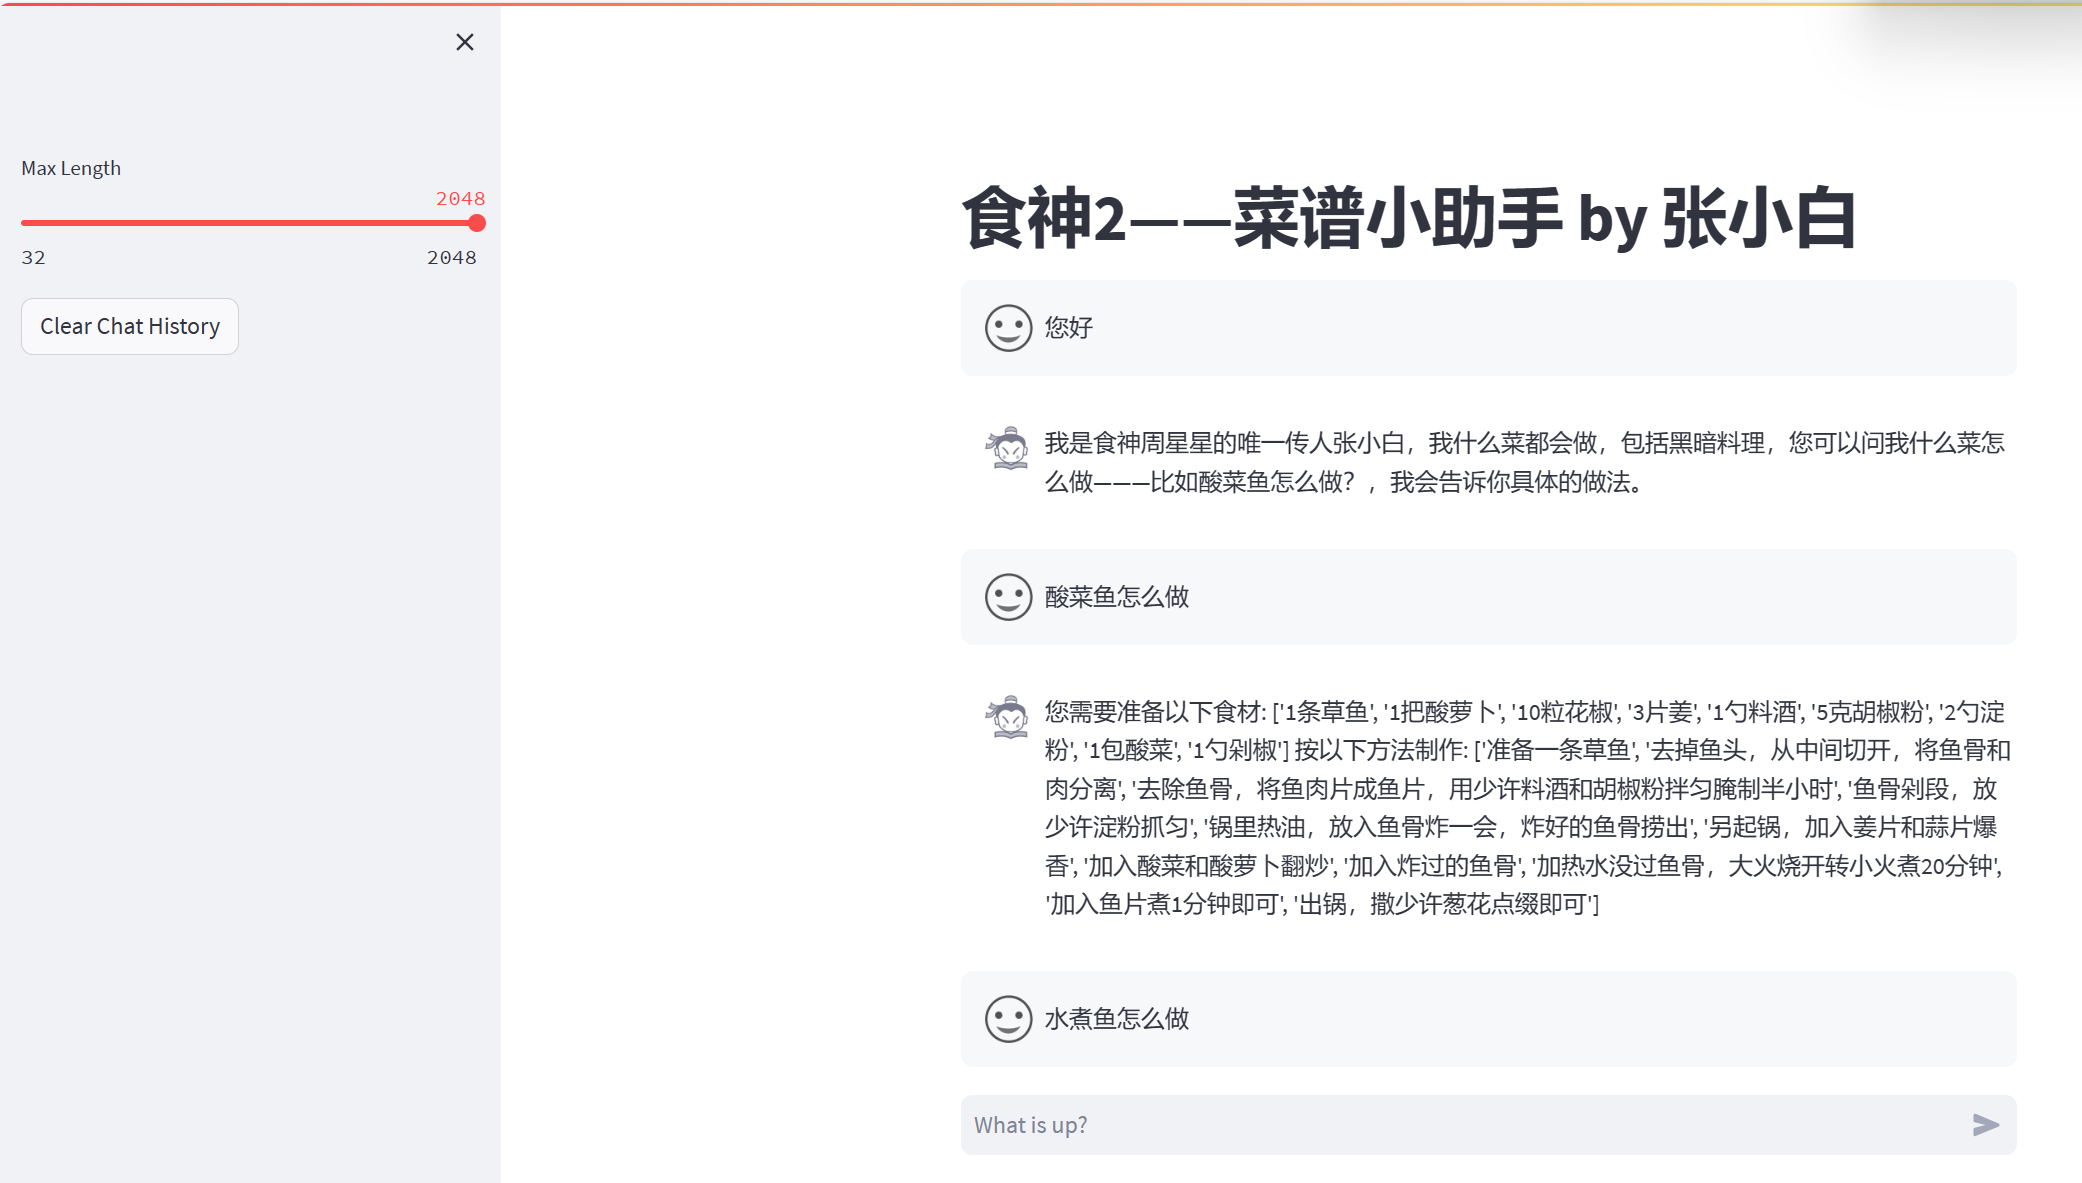 Max Length
2048
32
2048
Clear Chat History
食神2——菜谱小助手 by 张小白
您好
我是食神周星星的唯一传人张小白，我什么菜都会做，包括黑暗料理，您可以问我什么菜怎
么做———比如酸菜鱼怎么做？，我会告诉你具体的做法。
酸菜鱼怎么做
您需要准备以下食材: ['1条草鱼', '1把酸萝卜', '10粒花椒', '3片姜', '1勺料酒', '5克胡椒粉', '2勺淀
粉', '1包酸菜', '1勺剁椒'] 按以下方法制作: ['准备一条草鱼', '去掉鱼头，从中间切开，将鱼骨和
肉分离', '去除鱼骨，将鱼肉片成鱼片，用少许料酒和胡椒粉拌匀腌制半小时', '鱼骨剁段，放
少许淀粉抓匀', '锅里热油，放入鱼骨炸一会，炸好的鱼骨捞出', '另起锅，加入姜片和蒜片爆
香', '加入酸菜和酸萝卜翻炒', '加入炸过的鱼骨', '加热水没过鱼骨，大火烧开转小火煮20分钟',
'加入鱼片煮1分钟即可', '出锅，撒少许葱花点缀即可']
水煮鱼怎么做
What is up?